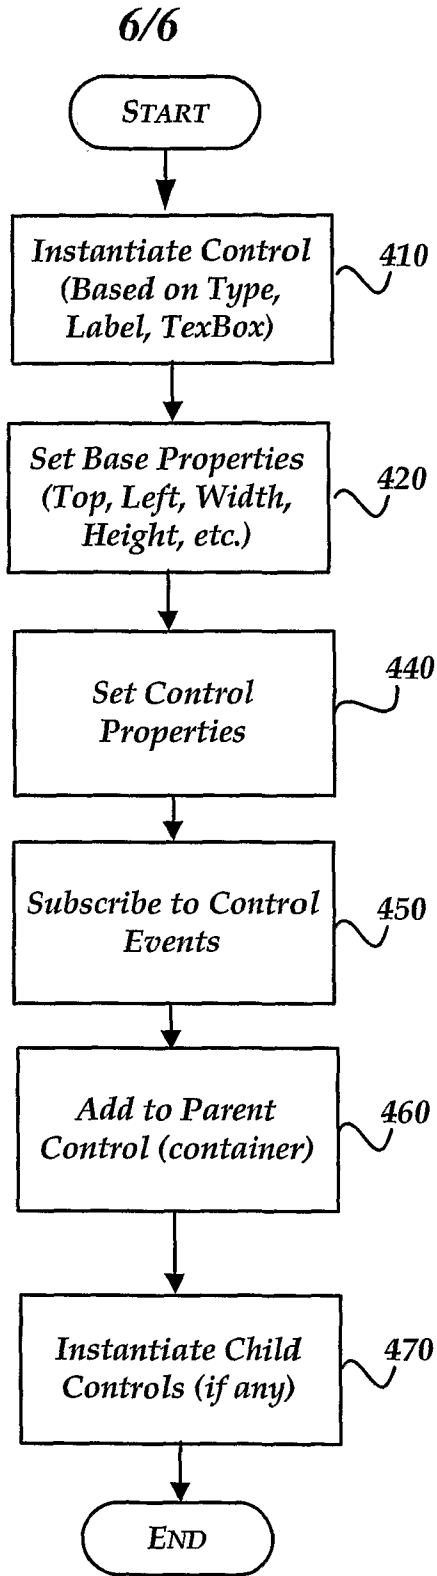 6/6
START
Instantiate Control
(Based on Type,
Label, TexBox)
410
Set Base Properties
(Top, Left, Width,
Height, etc.)
420
Set Control
Properties
440
Subscribe to Control
Events
450
Add to Parent
Control (container)
460
Instantiate Child
Controls (if any)
470
END